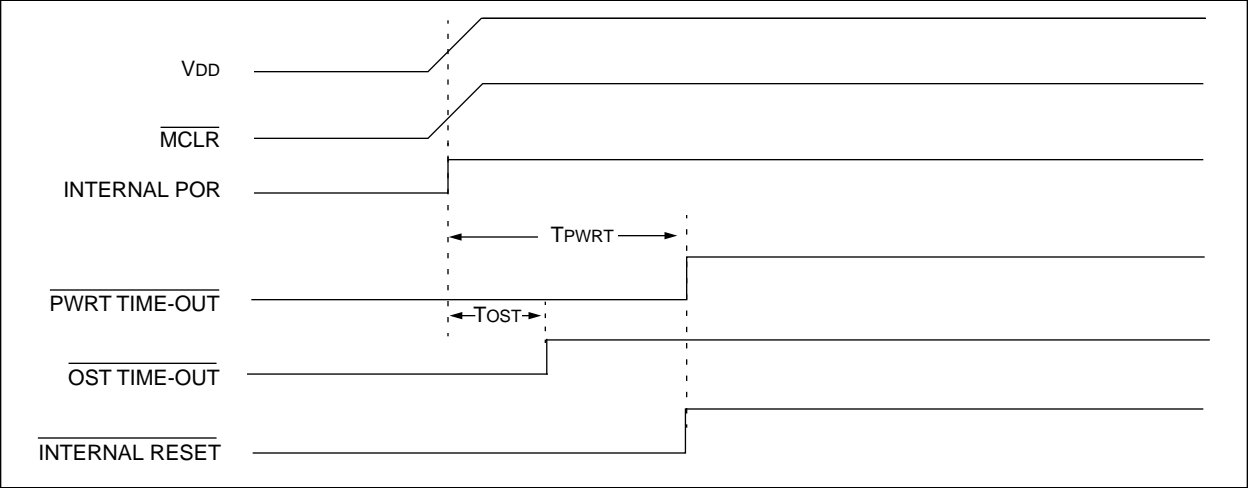 VDD
MCLR
INTERNAL POR
TPWRT
PWRT TIME-OUT
TOST
OST TIME-OUT
INTERNAL RESET